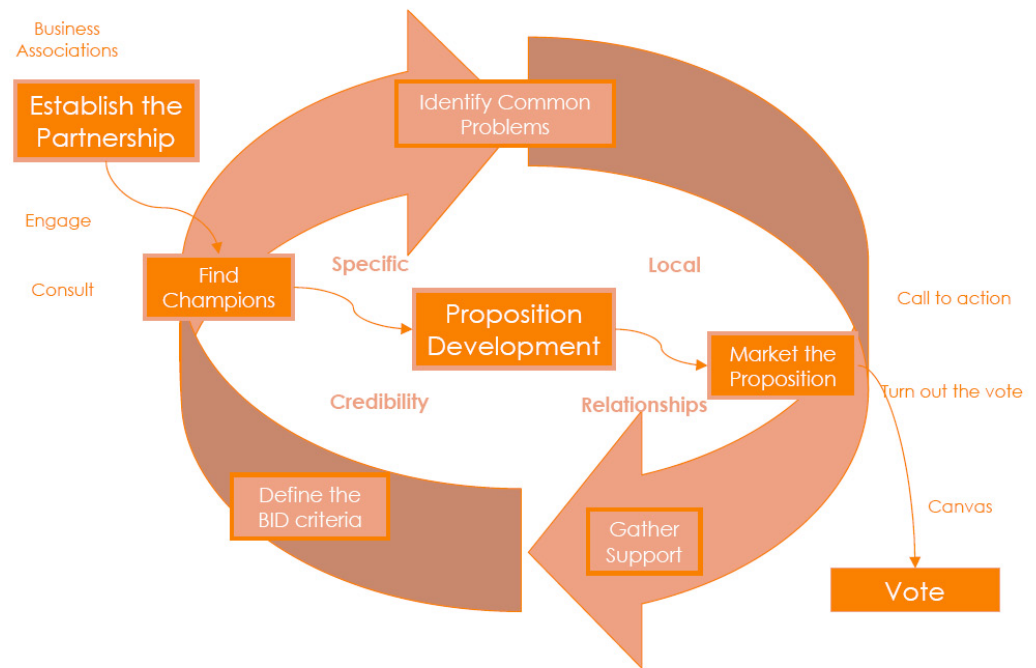 Business
Associations
Establish the
Partnership
Identify Common
Problems
Engage
Consult
Find
Champions
Specific
Local
Proposition
Development
Call to action
Market the
Proposition
Turn out the vote
Credibility
Relationships
Define the
BID criteria
Gather
Support
Canvas
Vote